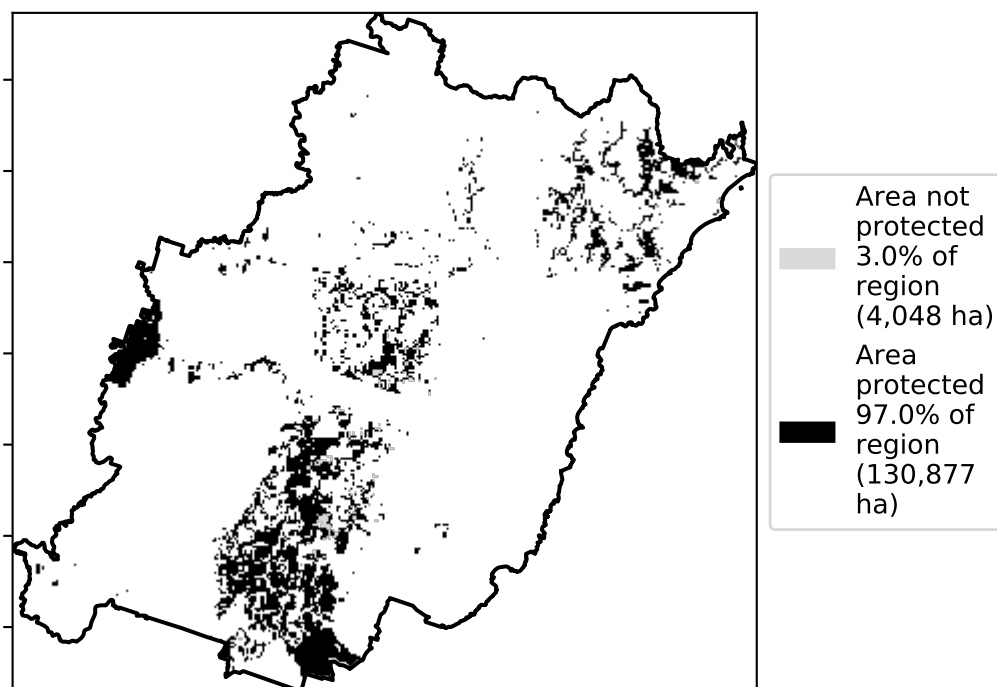 Area not
protected
3.0% of
region
(4,048 ha)
Area
protected
97.0% of
region
(130,877
ha)